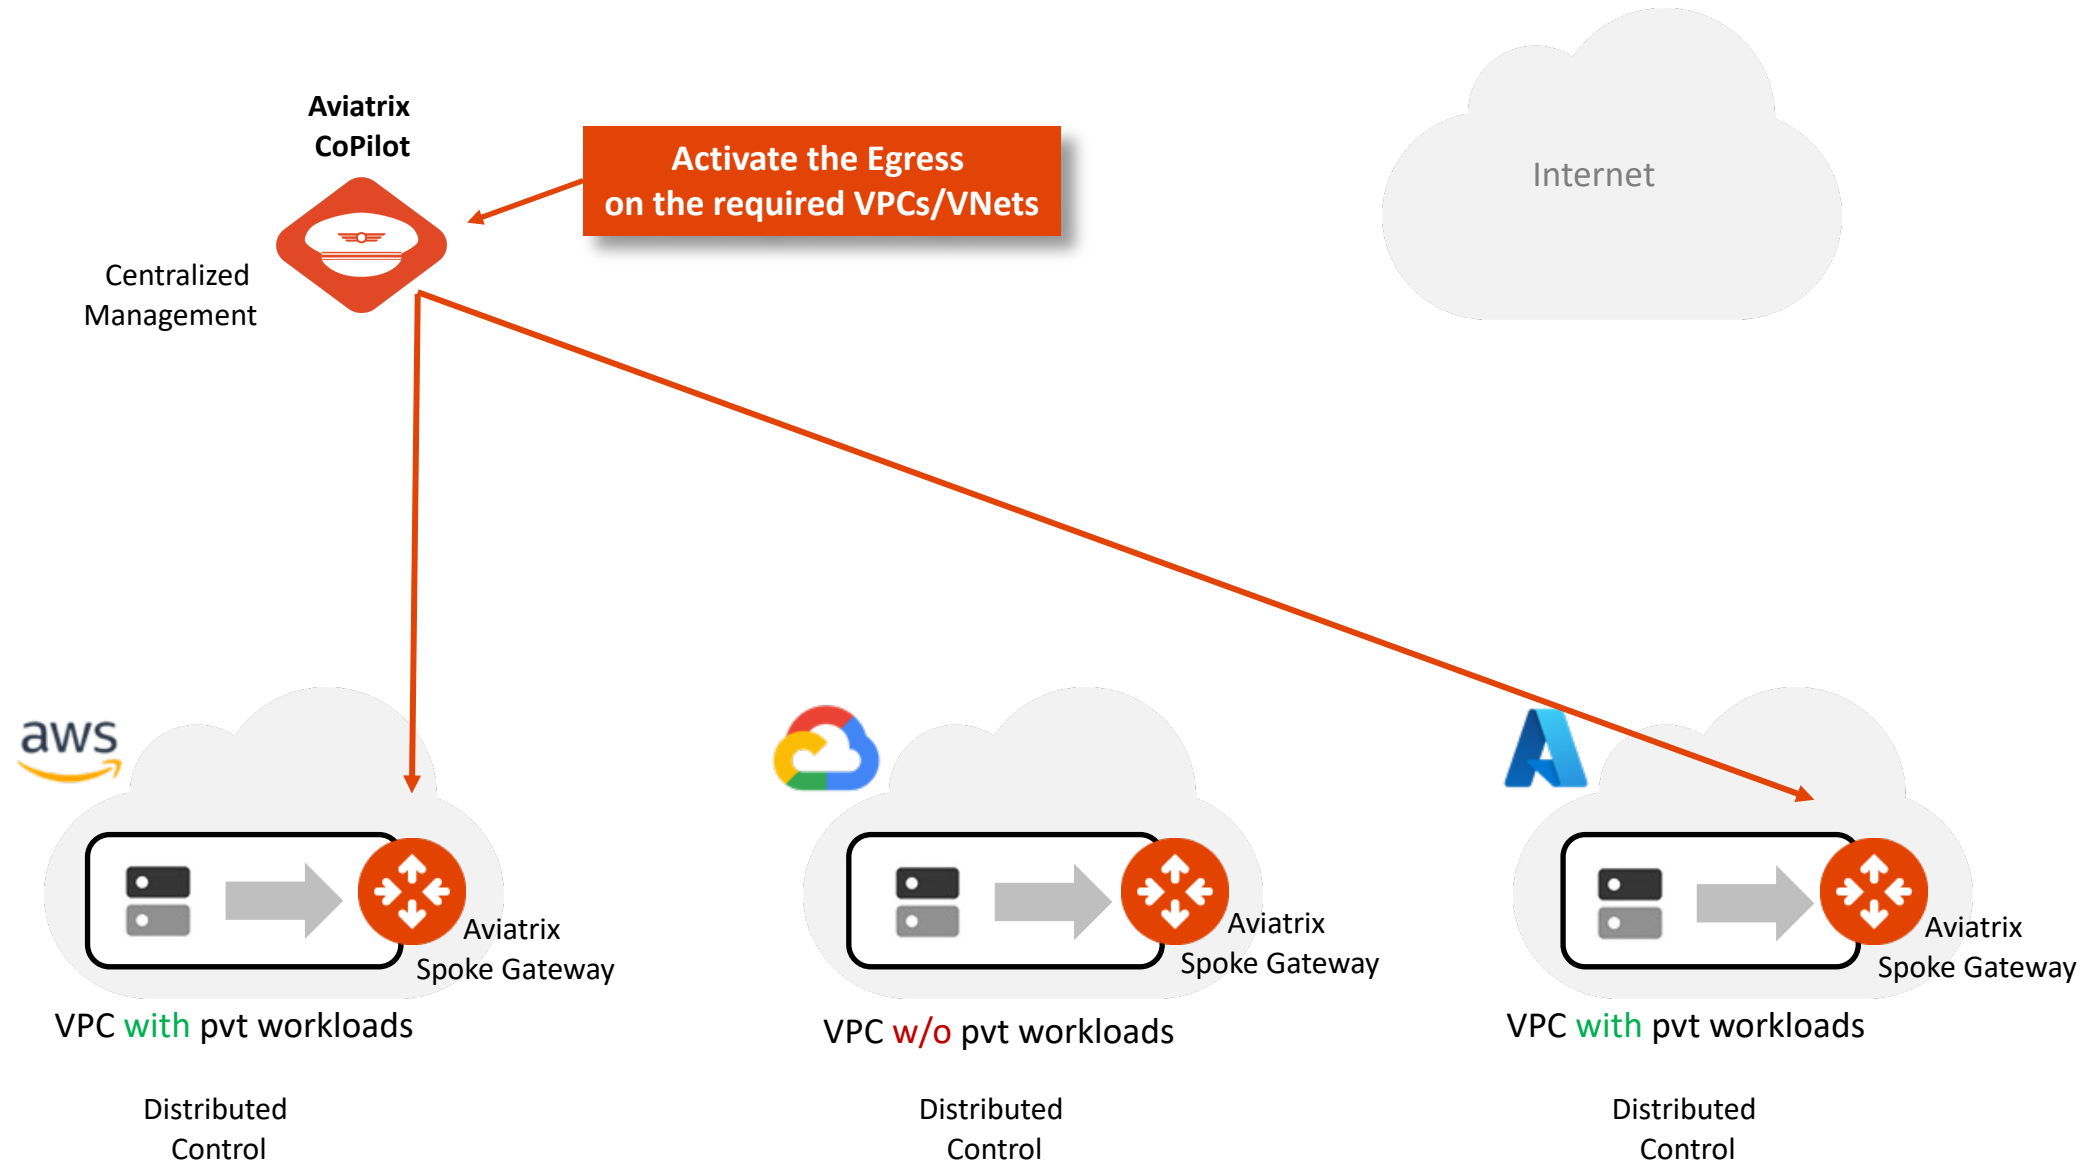 Aviatrix
CoPilot
Activate the Egress
on the required VPCs/VNets
Internet
Centralized
Management
aws
Aviatrix
Spoke Gateway
VPC with pvt workloads
Distributed
Control
Aviatrix
Spoke Gateway
VPC w/o pvt workloads
Distributed
Control
Aviatrix
Spoke Gateway
VPC with pvt workloads
Distributed
Control